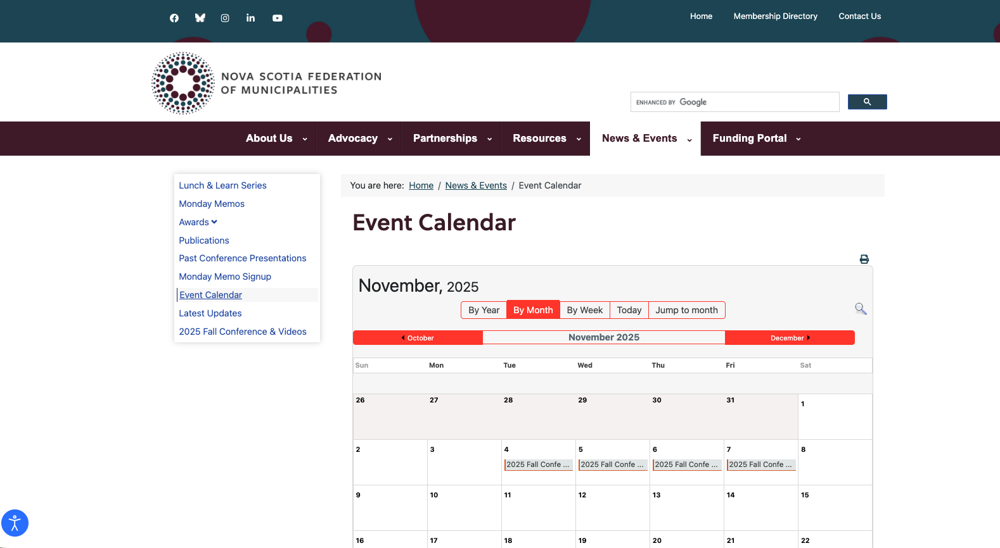 Home Membership Directory Contact Us
NOVA SCOTIA FEDERATION
OF MUNICIPALITIES
ENHANCED BY Google
About Us Advocacy Partnerships Resources News & Events Funding Portal
Lunch & Learn Series
Monday Memos
Awards
Publications
Past Conference Presentations
Monday Memo Signup
Event Calendar
Latest Updates
2025 Fall Conference & Videos
You are here: Home / News & Events / Event Calendar
Event Calendar
November, 2025
By Year By Month By Week Today Jump to month
October November 2025 December
Sun Mon Tue Wed Thu Fri Sat
26 27 28 29 30 31 1
2 3 4 5 6 7 8
2025 Fall Confe ... 2025 Fall Confe ... 2025 Fall Confe ... 2025 Fall Confe ...
9 10 11 12 13 14 15
16 17 18 19 20 21 22